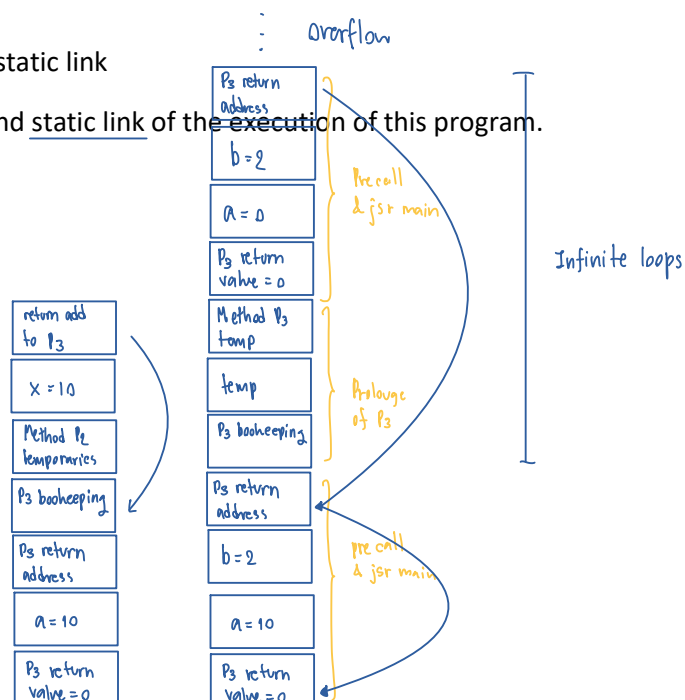 overflow
static link
nd static link of the execution of this program.
P3 return
address
b=2
a=0
P3 return
value=0
Precall
& jsr main
Infinite loops
Method P3
temp
temp
P3 booheeping
Prolouge
of P3
P3 return
address
b=2
a=10
P3 return
value=0
pre call
& jsr main
return add
to P3
x=10
Method P2
temporaries
P3 booheeping
P3 return
address
a=10
P3 return
value=0